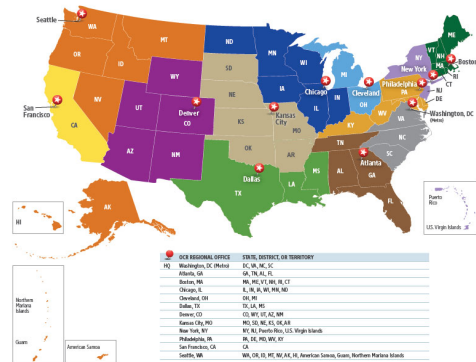 Seattle
WA
MT
ND
MN
ME
OR
ID
VT
NH
MA
Boston
WI
SD
MI
NY
New York
RI
CT
WY
IA
Chicago
Cleveland
Philadelphia
PA
NJ
DE
San
Francisco
NV
UT
Denver
CO
NE
IL
IN
OH
WV
Washington, DC
(Metro)
Kansas
City
CA
KS
MO
KY
VA
NC
TN
AZ
NM
OK
AR
Atlanta
SC
Dallas
MS
AL
GA
TX
LA
FL
AK
HI
Puerto
Rico
U.S. Virgin Islands
Northern
Mariana
Islands
Guam
American Samoa
OCR REGIONAL OFFICE STATE, DISTRICT, OR TERRITORY
HQ Washington, DC (Metro) DC, VA, NC, SC
Atlanta, GA GA, TN, AL, FL
Boston, MA MA, ME, VT, NH, RI, CT
Chicago, IL IL, IN, IA, WI, MN, ND
Cleveland, OH OH, MI
Dallas, TX TX, LA, MS
Denver, CO CO, WY, UT, AZ, NM
Kansas City, MO MO, SD, NE, KS, OK, AR
New York, NY NY, NJ, Puerto Rico, U.S. Virgin Islands
Philadelphia, PA PA, DE, MD, WV, KY
San Francisco, CA CA
Seattle, WA WA, OR, ID, MT, NV, AK, HI, American Samoa, Guam, Northern Mariana Islands